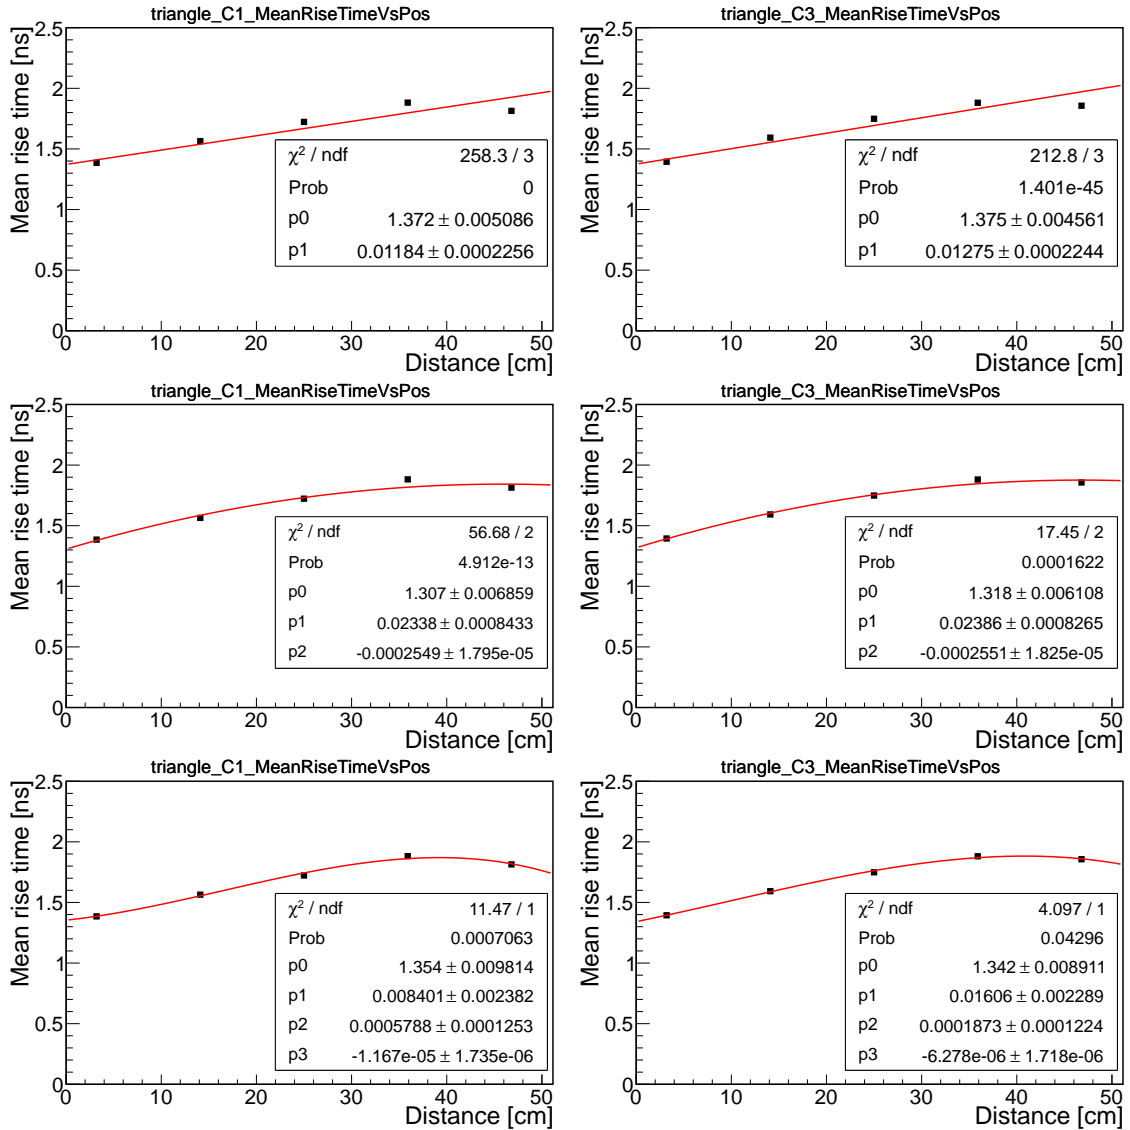 triangle_C1_MeanRiseTimeVsPos
Mean rise time [ns]
2.5
2
1.5
1
0.5
0
χ² / ndf 258.3 / 3
Prob 0
p0 1.372 ± 0.005086
p1 0.01184 ± 0.0002256
0 10 20 30 40 50
Distance [cm]
triangle_C3_MeanRiseTimeVsPos
Mean rise time [ns]
2.5
2
1.5
1
0.5
0
χ² / ndf 212.8 / 3
Prob 1.401e-45
p0 1.375 ± 0.004561
p1 0.01275 ± 0.0002244
0 10 20 30 40 50
Distance [cm]
triangle_C1_MeanRiseTimeVsPos
Mean rise time [ns]
2.5
2
1.5
1
0.5
0
χ² / ndf 56.68 / 2
Prob 4.912e-13
p0 1.307 ± 0.006859
p1 0.02338 ± 0.0008433
p2 -0.0002549 ± 1.795e-05
0 10 20 30 40 50
Distance [cm]
triangle_C3_MeanRiseTimeVsPos
Mean rise time [ns]
2.5
2
1.5
1
0.5
0
χ² / ndf 17.45 / 2
Prob 0.0001622
p0 1.318 ± 0.006108
p1 0.02386 ± 0.0008265
p2 -0.0002551 ± 1.825e-05
0 10 20 30 40 50
Distance [cm]
triangle_C1_MeanRiseTimeVsPos
Mean rise time [ns]
2.5
2
1.5
1
0.5
0
χ² / ndf 11.47 / 1
Prob 0.0007063
p0 1.354 ± 0.009814
p1 0.008401 ± 0.002382
p2 0.0005788 ± 0.0001253
p3 -1.167e-05 ± 1.735e-06
0 10 20 30 40 50
Distance [cm]
triangle_C3_MeanRiseTimeVsPos
Mean rise time [ns]
2.5
2
1.5
1
0.5
0
χ² / ndf 4.097 / 1
Prob 0.04296
p0 1.342 ± 0.008911
p1 0.01606 ± 0.002289
p2 0.0001873 ± 0.0001224
p3 -6.278e-06 ± 1.718e-06
0 10 20 30 40 50
Distance [cm]